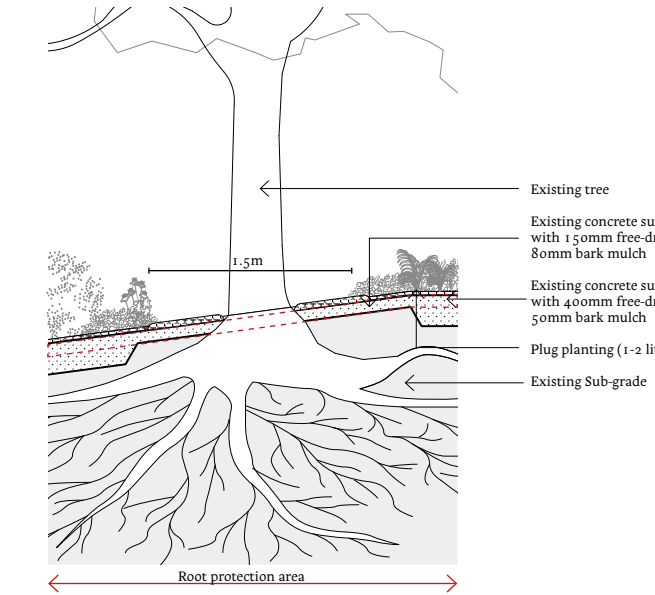 Existing tree
Existing concrete su
with 150mm free-dr
80mm bark mulch
1.5m
Existing concrete su
with 400mm free-dr
50mm bark mulch
Plug planting (1-2 lit
Existing Sub-grade
Root protection area